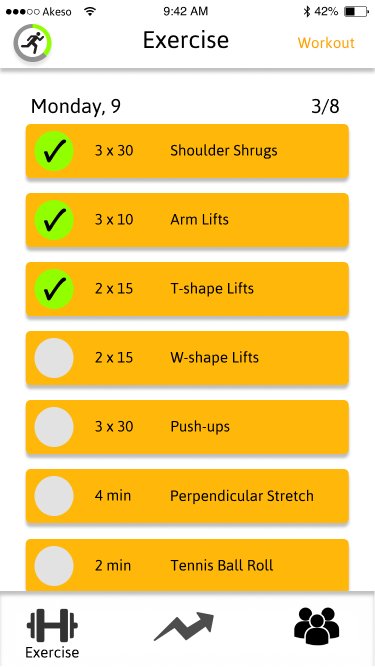 Akeso 9:42 AM 42%
Exercise Workout
Monday, 9 3/8
3 x 30 Shoulder Shrugs
3 x 10 Arm Lifts
2 x 15 T-shape Lifts
2 x 15 W-shape Lifts
3 x 30 Push-ups
4 min Perpendicular Stretch
2 min Tennis Ball Roll
Exercise